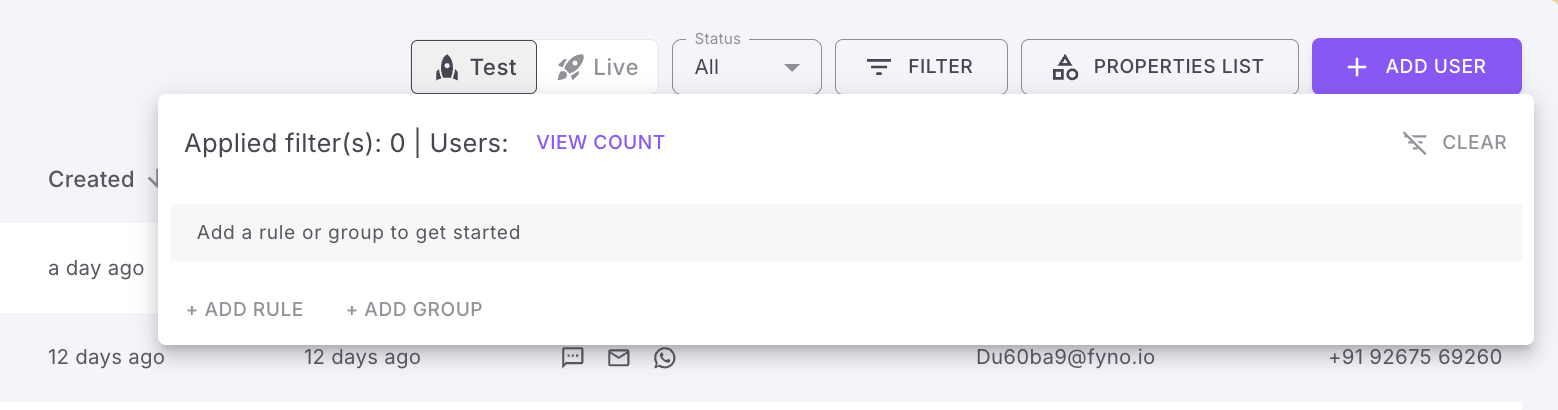 Status
Test
Live
All
FILTER
PROPERTIES LIST
+ ADD USER
Applied filter(s): 0 | Users: VIEW COUNT
CLEAR
Created
Add a rule or group to get started
a day ago
+ ADD RULE
+ ADD GROUP
12 days ago
12 days ago
Du60ba9@fyno.io
+91 92675 69260